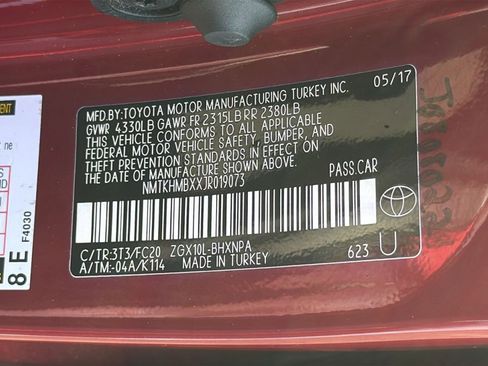 MFD.BY:TOYOTA MOTOR MANUFACTURING TURKEY INC. 05/17
GVWR 4330LB GAWR FR 2315LB RR 2380LB
THIS VEHICLE CONFORMS TO ALL APPLICABLE
FEDERAL MOTOR VEHICLE SAFETY, BUMPER, AND
THEFT PREVENTION STANDARDS IN EFFECT ON
THE DATE OF MANUFACTURE SHOWN ABOVE.
NMTKHMBXXJR019073 PASS.CAR
C/TR:3T3/FC20 ZGX10L-BHXNPA
A/TM:-04A/K114 MADE IN TURKEY 623 U
8E
F4030
ne